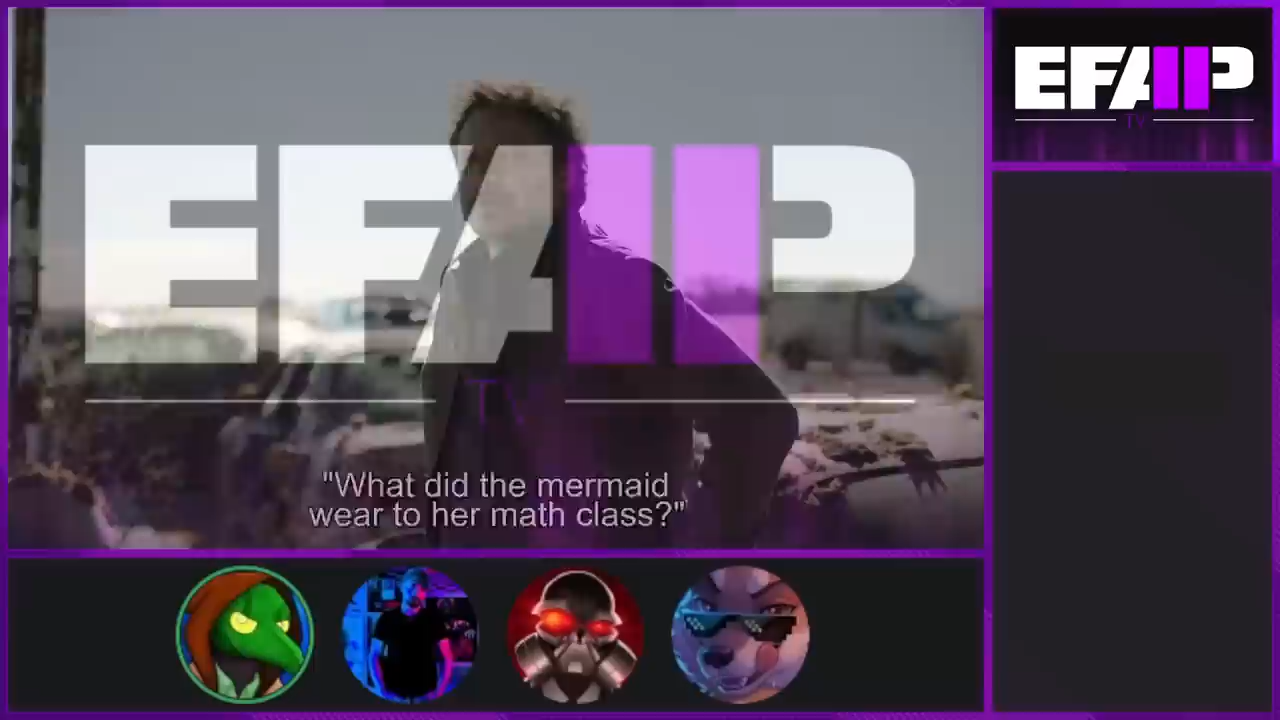 EFAP
TV
"What did the mermaid
wear to her math class?"
EFAP
TV